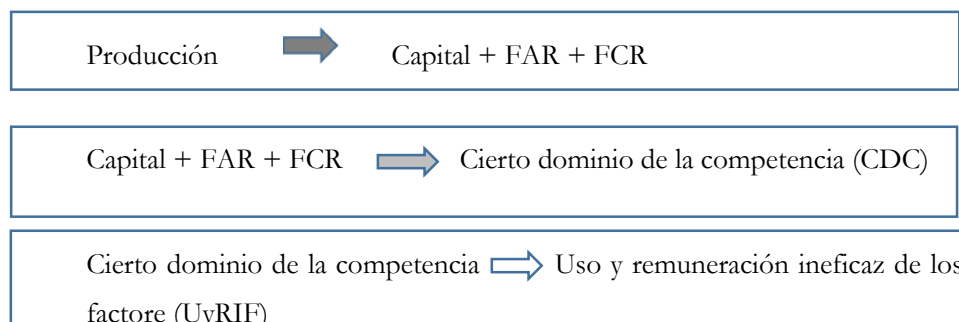 Producción Capital + FAR + FCR
Capital + FAR + FCR Cierto dominio de la competencia (CDC)
Cierto dominio de la competencia Uso y remuneración ineficaz de los
factore (UyRIF)